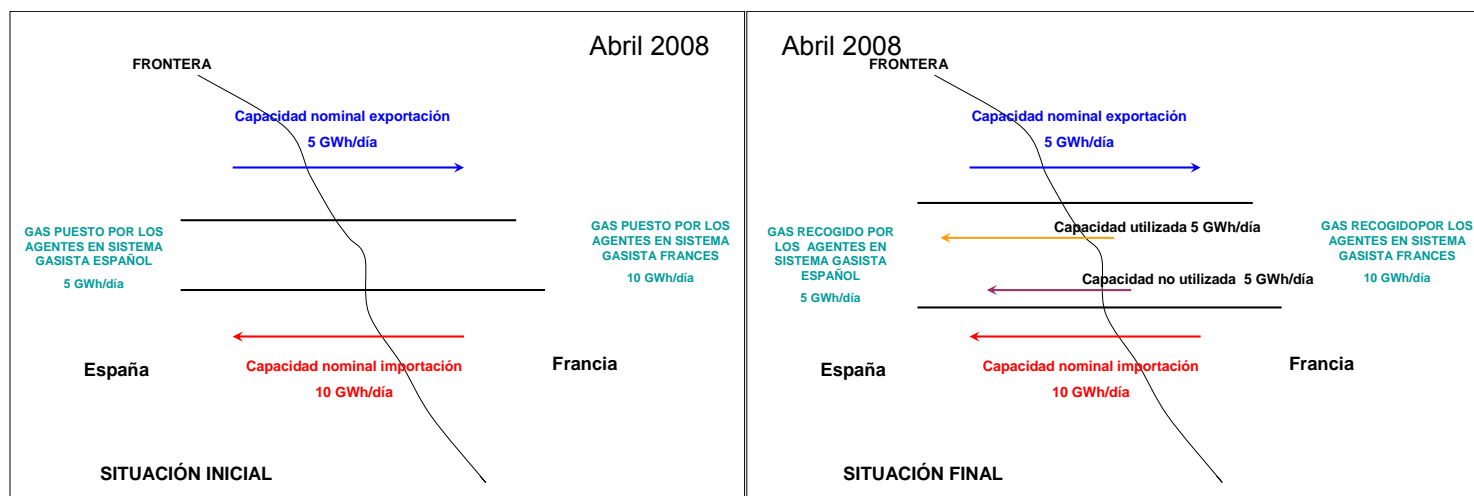 Abril 2008
FRONTERA
Capacidad nominal exportación
5 GWh/día
GAS PUESTO POR LOS
AGENTES EN SISTEMA
GASISTA ESPAÑOL
5 GWh/día
GAS PUESTO POR LOS
AGENTES EN SISTEMA
GASISTA FRANCES
10 GWh/día
España
Francia
Capacidad nominal importación
10 GWh/día
SITUACIÓN INICIAL
Abril 2008
FRONTERA
Capacidad nominal exportación
5 GWh/día
GAS RECOGIDO POR
LOS AGENTES EN
SISTEMA GASISTA
ESPAÑOL
5 GWh/día
Capacidad utilizada 5 GWh/día
Capacidad no utilizada 5 GWh/día
GAS RECOGIDOPOR LOS
AGENTES EN SISTEMA
GASISTA FRANCES
10 GWh/día
España
Francia
Capacidad nominal importación
10 GWh/día
SITUACIÓN FINAL